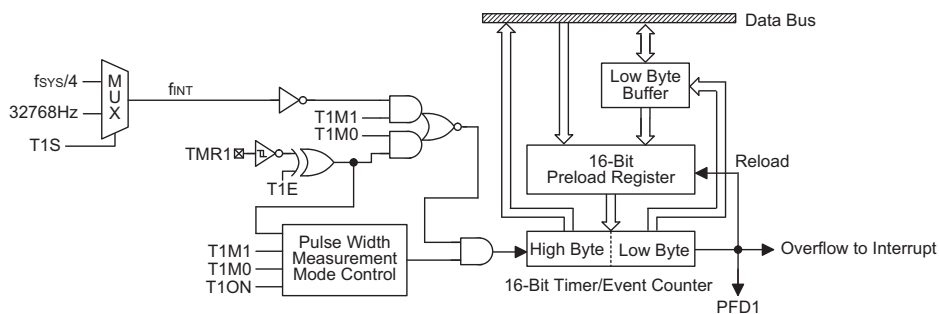 Data Bus
fSYS/4
32768Hz
T1S
M
U
X
fINT
T1M1
T1M0
TMR1
T1E
Low Byte
Buffer
16-Bit
Preload Register
Reload
T1M1
T1M0
T1ON
Pulse Width
Measurement
Mode Control
High Byte
Low Byte
Overflow to Interrupt
16-Bit Timer/Event Counter
PFD1